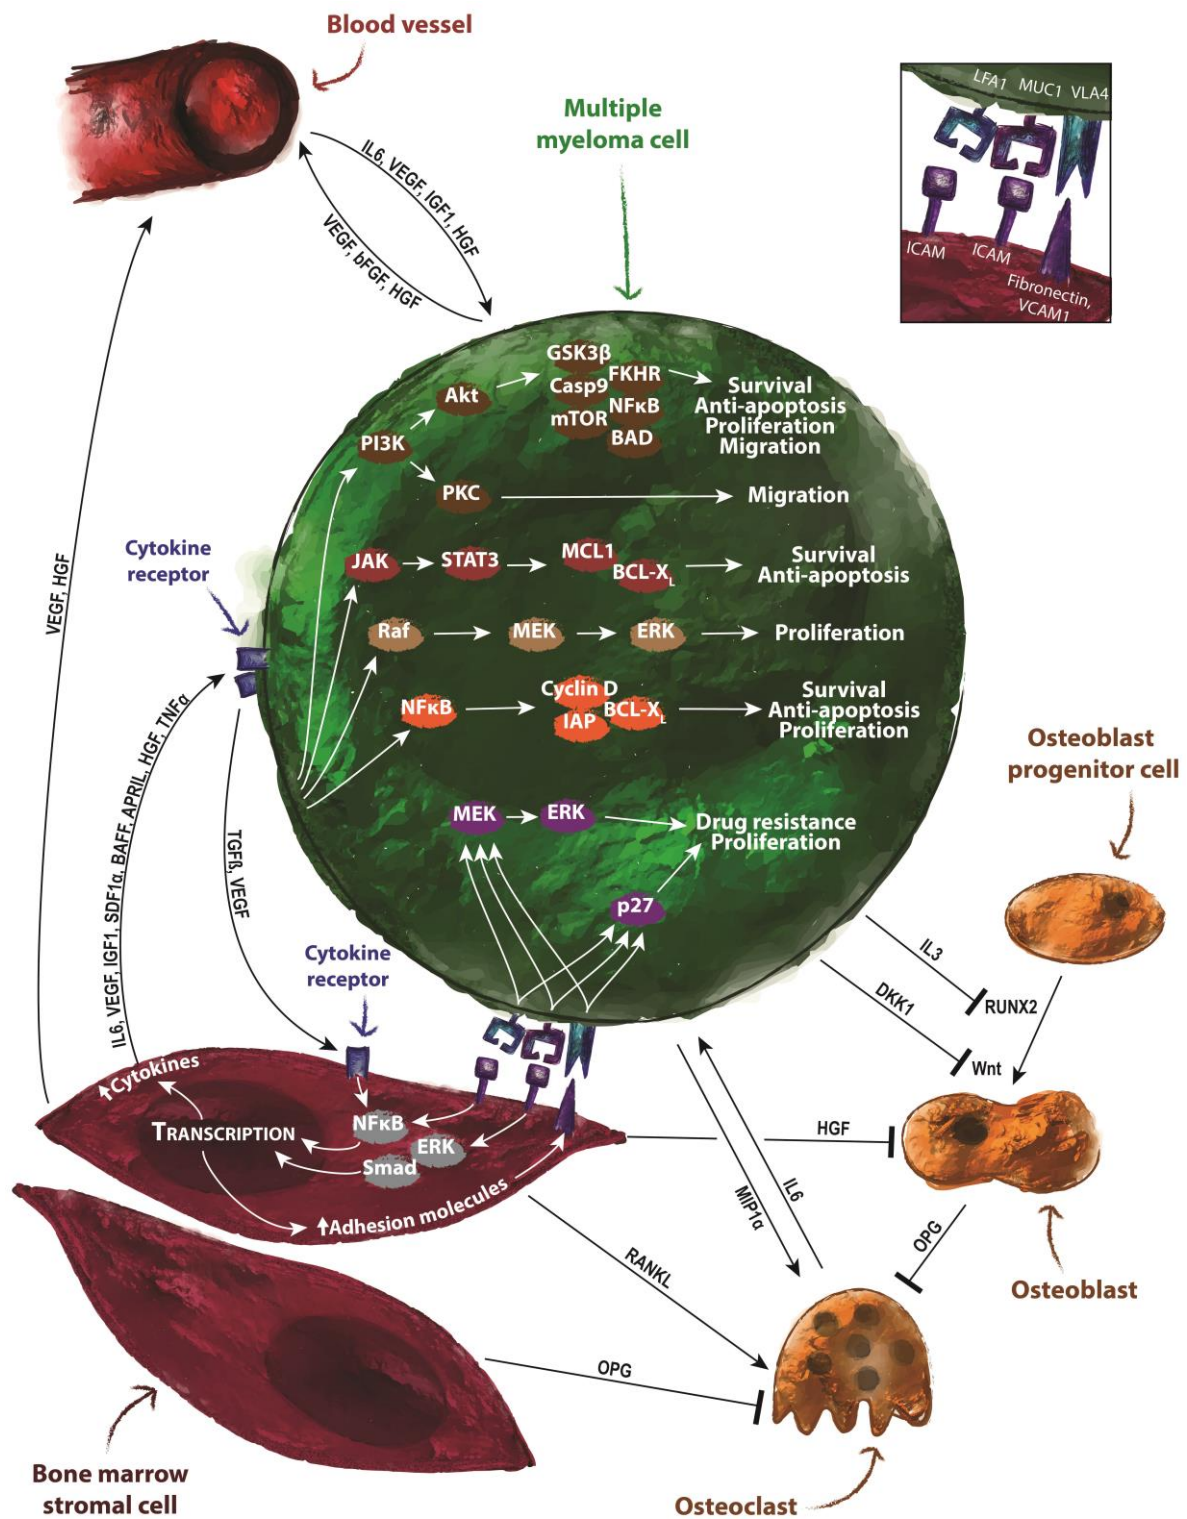 Blood vessel
LFA1 MUC1 VLA4
ICAM
ICAM
Fibronectin,
VCAM1
Multiple
myeloma cell
IL6, VEGF, IGF1, HGF
VEGF, bFGF, HGF
GSK3β
FKHR
Casp9
NFκB
mTOR
BAD
Akt
PI3K
Survival
Anti-apoptosis
Proliferation
Migration
PKC
Migration
JAK
STAT3
MCL1
BCL-XL
Survival
Anti-apoptosis
Raf
MEK
ERK
Proliferation
NFκB
Cyclin D
BCL-XL
IAP
Survival
Anti-apoptosis
Proliferation
MEK
ERK
Drug resistance
Proliferation
p27
Cytokine
receptor
VEGF, HGF
IL6, VEGF, IGF1, SDF1α, BAFF, APRIL, HGF, TNFα
TGFß, VEGF
Cytokine
receptor
Osteoblast
progenitor cell
IL3
RUNX2
DKK1
Wnt
Cytokines
TRANSCRIPTION
NFκB
ERK
Smad
Adhesion molecules
HGF
MIP1α
IL6
OPG
RANKL
OPG
Osteoblast
Bone marrow
stromal cell
Osteoclast